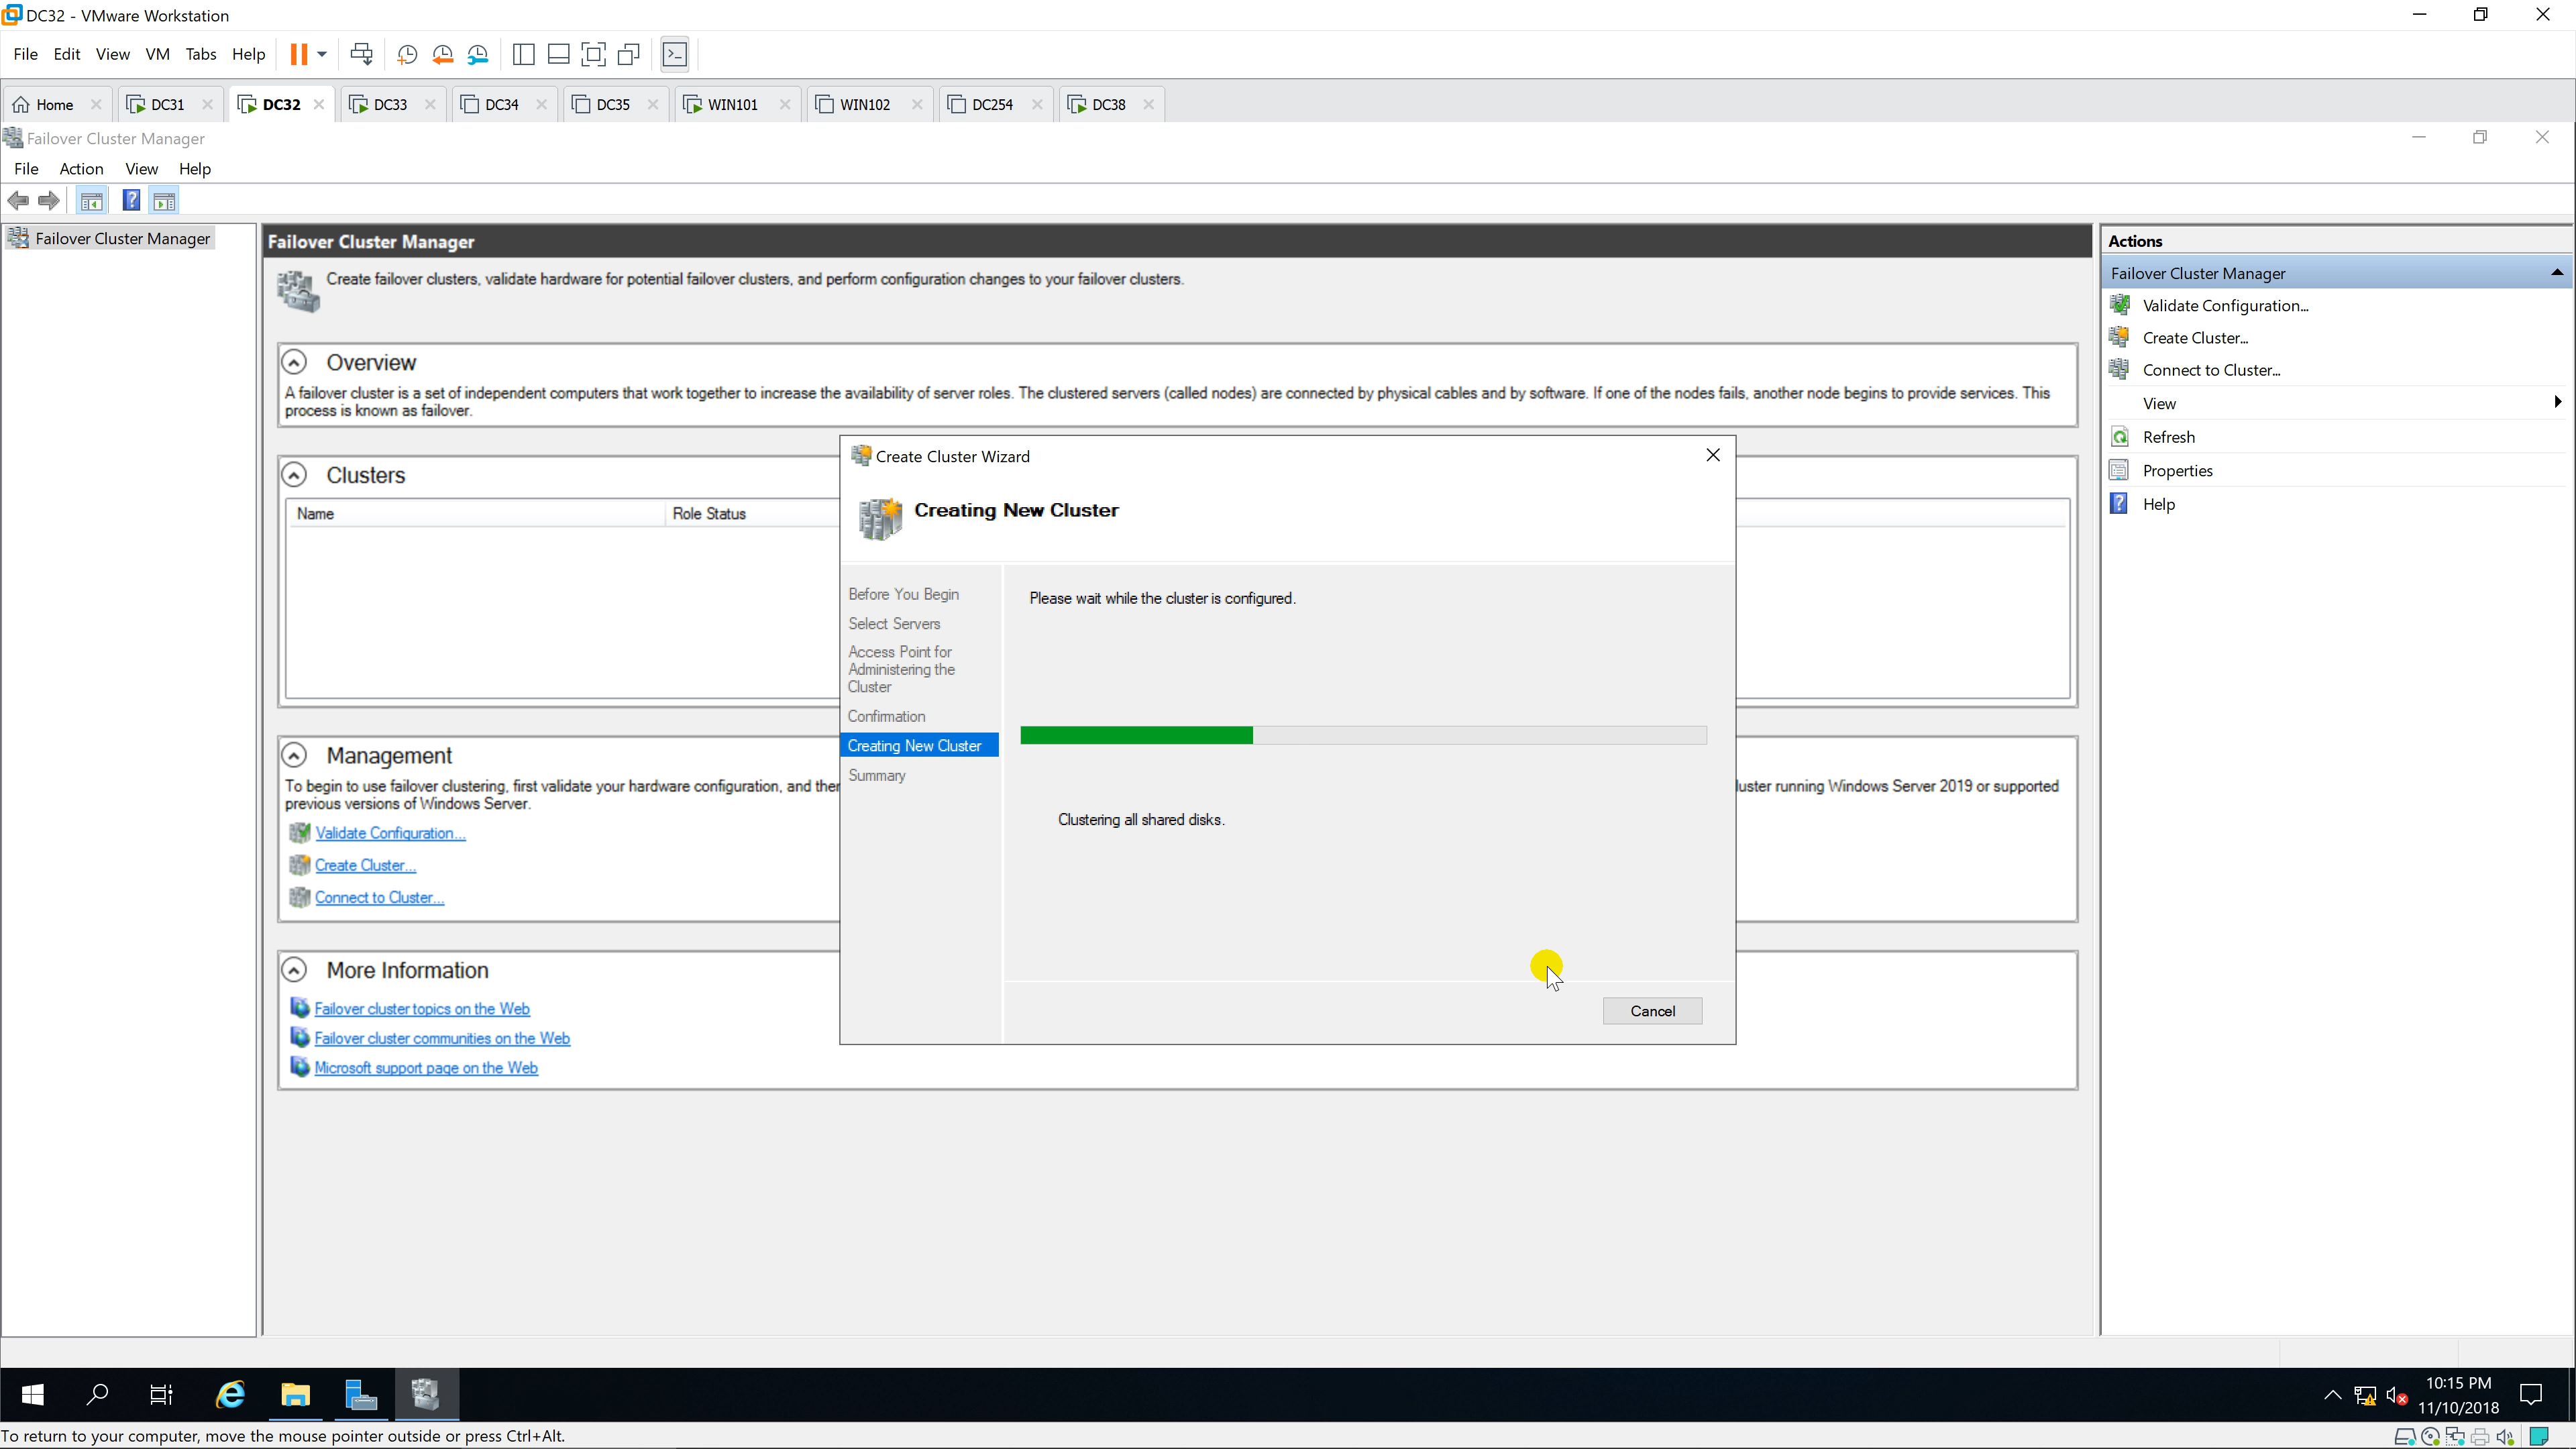 DC32 - VMware Workstation
File Edit View VM Tabs Help
Home DC31 DC32 DC33 DC34 DC35 WIN101 WIN102 DC254 DC38
Failover Cluster Manager
File Action View Help
Failover Cluster Manager
Failover Cluster Manager
Create failover clusters, validate hardware for potential failover clusters, and perform configuration changes to your failover clusters.
Overview
A failover cluster is a set of independent computers that work together to increase the availability of server roles. The clustered servers (called nodes) are connected by physical cables and by software. If one of the nodes fails, another node begins to provide services. This
process is known as failover.
Clusters
Name Role Status
Management
To begin to use failover clustering, first validate your hardware configuration, and then
luster running Windows Server 2019 or supported
previous versions of Windows Server.
Validate Configuration...
Create Cluster...
Connect to Cluster...
More Information
Failover cluster topics on the Web
Failover cluster communities on the Web
Microsoft support page on the Web
Create Cluster Wizard
Creating New Cluster
Before You Begin
Select Servers
Access Point for
Administering the
Cluster
Confirmation
Creating New Cluster
Summary
Please wait while the cluster is configured.
Clustering all shared disks.
Cancel
Actions
Failover Cluster Manager
Validate Configuration...
Create Cluster...
Connect to Cluster...
View
Refresh
Properties
Help
10:15 PM
11/10/2018
To return to your computer, move the mouse pointer outside or press Ctrl+Alt.